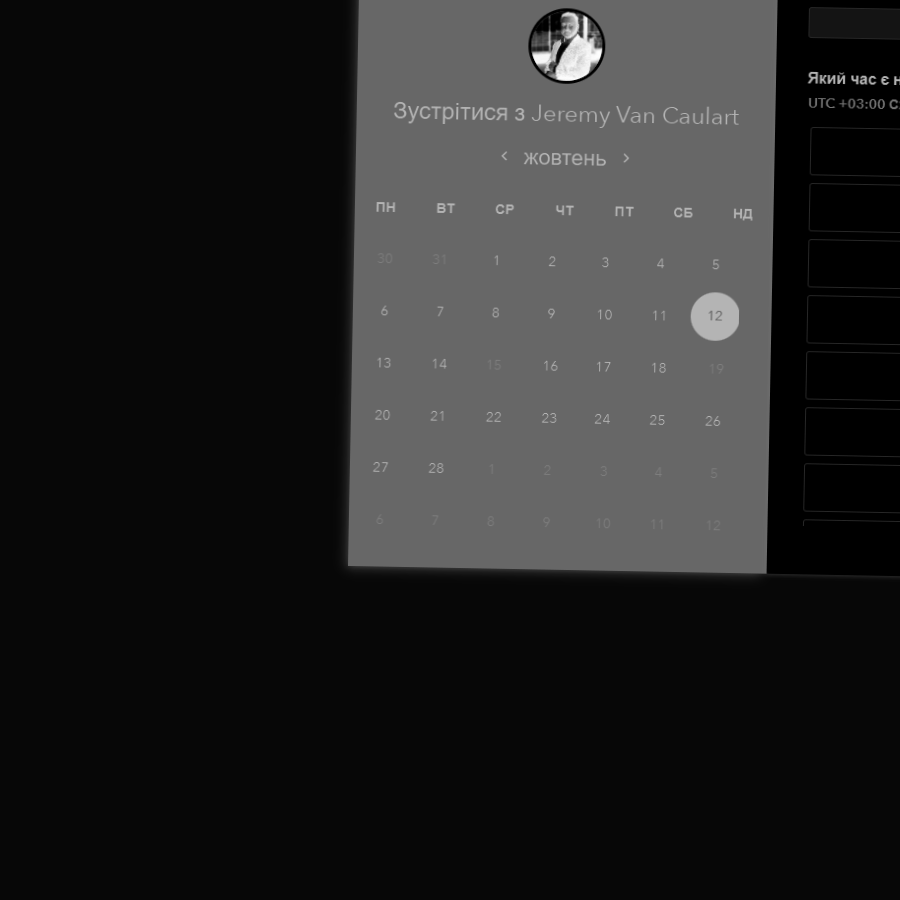 Зустрітися з Jeremy Van Caulart
‹ жовтень ›
ПН ВТ СР ЧТ ПТ СБ НД
30 31 1 2 3 4 5
6 7 8 9 10 11 12
13 14 15 16 17 18 19
20 21 22 23 24 25 26
27 28 1 2 3 4 5
6 7 8 9 10 11 12
Який час є
UTC +03:00